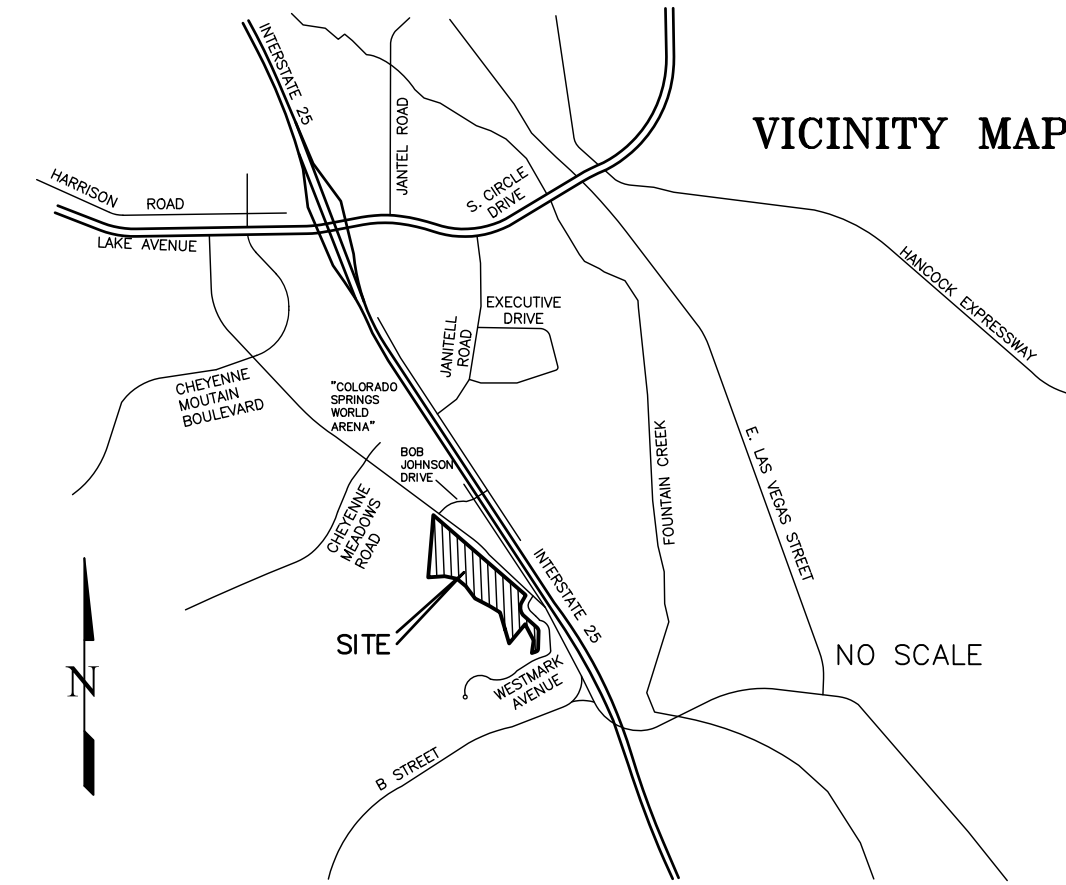 INTERSTATE 25
JANTEL ROAD
VICINITY MAP
HARRISON ROAD
S. CIRCLE
DRIVE
LAKE AVENUE
HANCOCK EXPRESSWAY
EXECUTIVE
DRIVE
JANITELL
ROAD
CHEYENNE
MOUTAIN
BOULEVARD
"COLORADO
SPRINGS
WORLD
ARENA"
BOB
JOHNSON
DRIVE
FOUNTAIN CREEK
E. LAS VEGAS STREET
CHEYENNE
MEADOWS
ROAD
INTERSTATE 25
SITE
NO SCALE
N
WESTMARK
AVENUE
B STREET